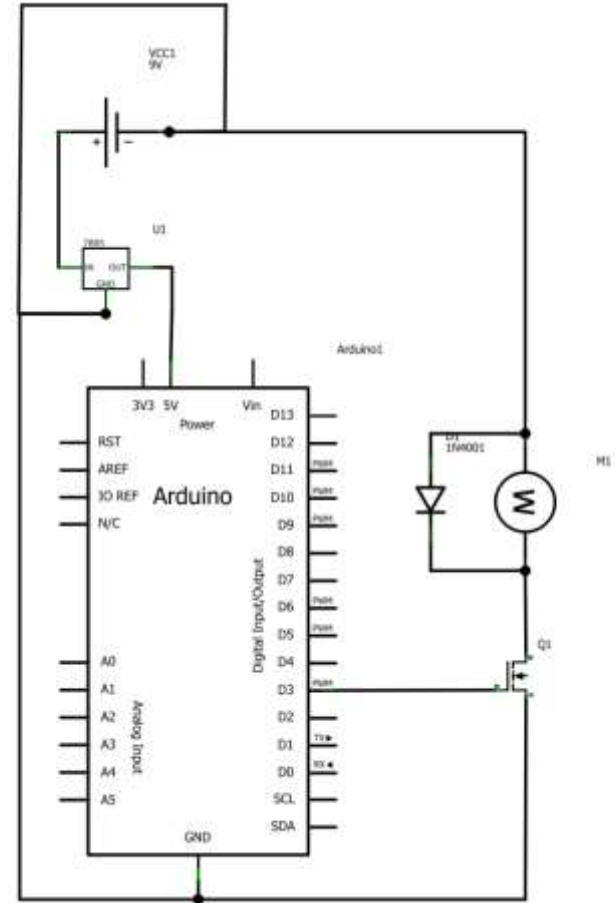 VCC1
9V
+
-
U1
7805
IN
OUT
GND
Arduino1
3V3
5V
Vin
Power
D13
RST
D12
AREF
D11
PWM
IO REF
Arduino
D10
PWM
N/C
D9
PWM
D8
D7
Digital Input/Output
D6
PWM
D5
PWM
A0
D4
A1
D3
PWM
A2
D2
Analog Input
A3
D1
TX▶
A4
D0
RX◀
A5
SCL
SDA
GND
D1
1N4001
M
M1
Q1